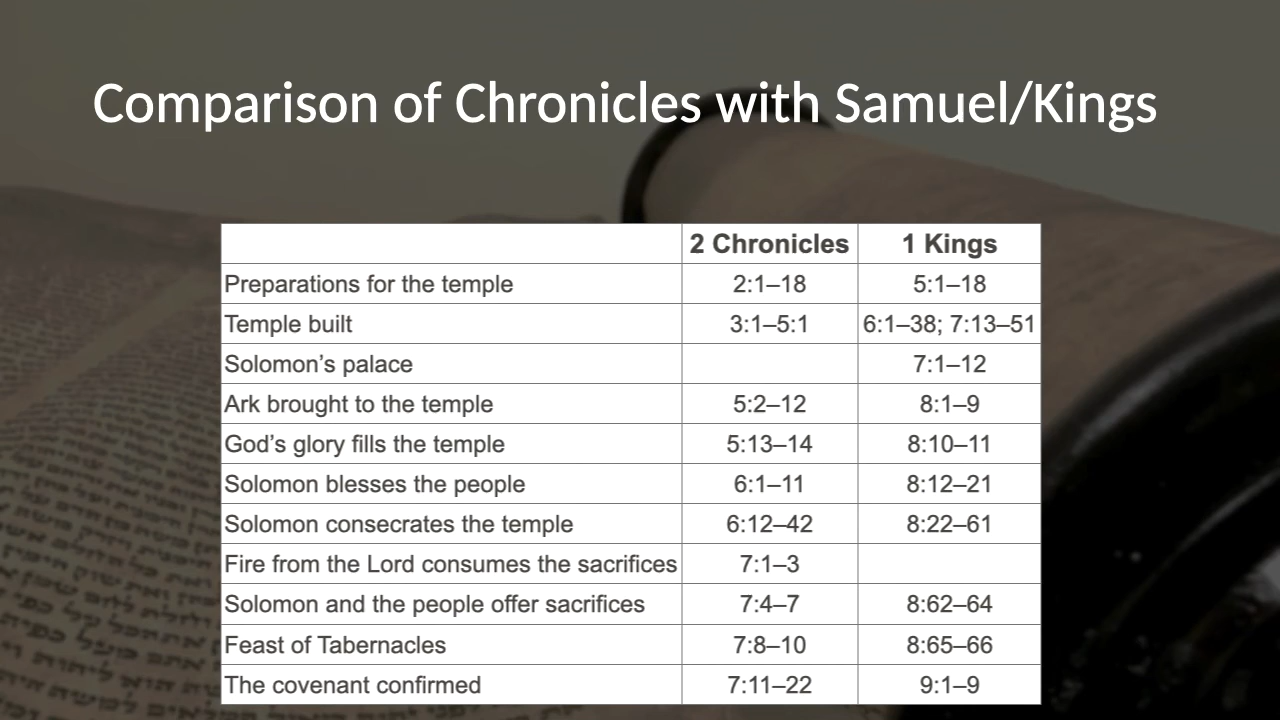 Comparison of Chronicles with Samuel/Kings
2 Chronicles 1 Kings
Preparations for the temple 2:1–18 5:1–18
Temple built 3:1–5:1 6:1–38; 7:13–51
Solomon’s palace 7:1–12
Ark brought to the temple 5:2–12 8:1–9
God’s glory fills the temple 5:13–14 8:10–11
Solomon blesses the people 6:1–11 8:12–21
Solomon consecrates the temple 6:12–42 8:22–61
Fire from the Lord consumes the sacrifices 7:1–3
Solomon and the people offer sacrifices 7:4–7 8:62–64
Feast of Tabernacles 7:8–10 8:65–66
The covenant confirmed 7:11–22 9:1–9